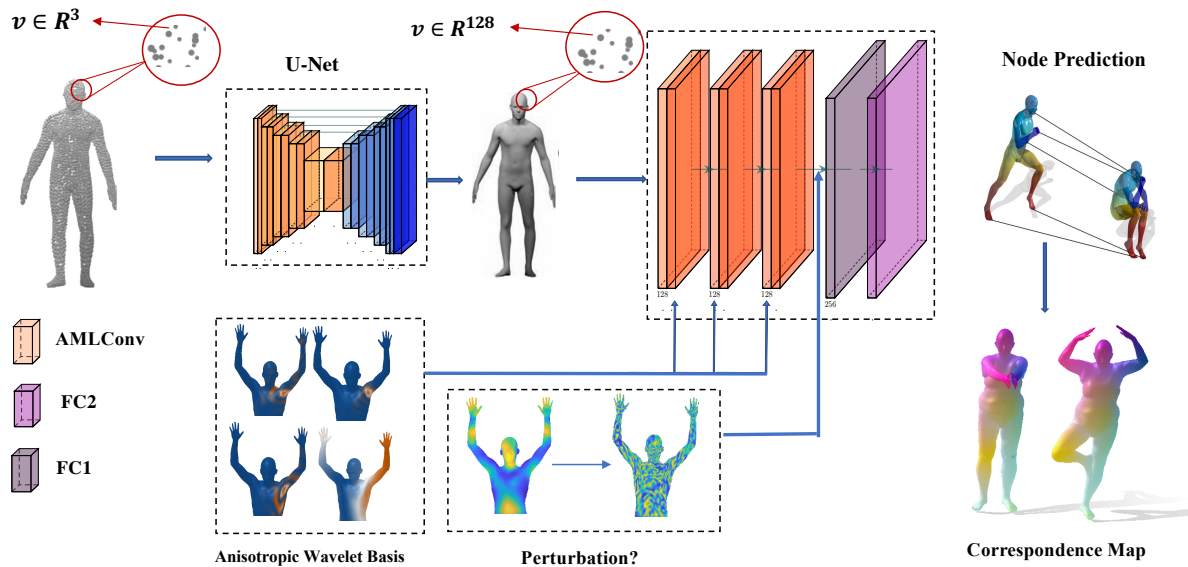 v ∈ R³
v ∈ R¹²⁸
U-Net
Node Prediction
128
128
128
256
AMLConv
FC2
FC1
Anisotropic Wavelet Basis
Perturbation?
Correspondence Map